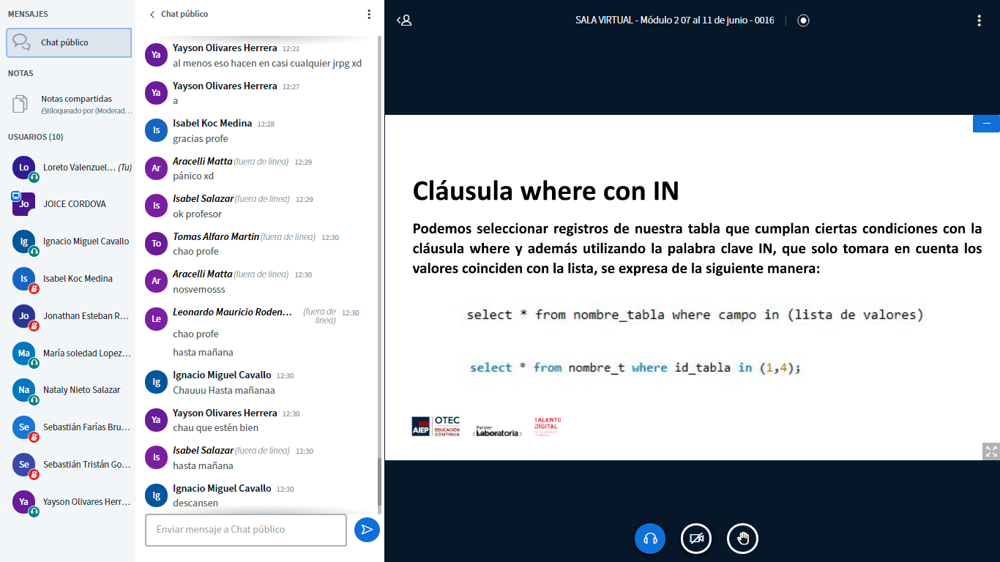 MENSAJES
Chat público
NOTAS
Notas compartidas
Bloqueado por (Moderad...
USUARIOS (10)
Lo
Loreto Valenzuel... (Tu)
Jo
JOICE CORDOVA
Ig
Ignacio Miguel Cavallo
Is
Isabel Koc Medina
Jo
Jonathan Esteban R...
Ma
María soledad Lopez...
Na
Nataly Nieto Salazar
Se
Sebastián Farías Bru...
Se
Sebastián Tristán Go...
Ya
Yayson Olivares Herr...
Chat público
Ya
Yayson Olivares Herrera 12:21
al menos eso hacen en casi cualquier jrpg xd
Ya
Yayson Olivares Herrera 12:27
a
Is
Isabel Koc Medina 12:28
gracias profe
Ar
Aracelli Matta (fuera de linea) 12:29
pánico xd
Is
Isabel Salazar (fuera de linea) 12:29
ok profesor
To
Tomas Alfaro Martin (fuera de linea) 12:30
chao profe
Ar
Aracelli Matta (fuera de linea) 12:30
nosvemosss
Le
Leonardo Mauricio Roden... (fuera de linea) 12:30
chao profe
hasta mañana
Ig
Ignacio Miguel Cavallo 12:30
Chauuu Hasta mañanaa
Ya
Yayson Olivares Herrera 12:30
chau que estén bien
Is
Isabel Salazar (fuera de linea) 12:30
hasta mañana
Ig
Ignacio Miguel Cavallo 12:30
descansen
Enviar mensaje a Chat público
SALA VIRTUAL - Módulo 2 07 al 11 de junio - 0016
Cláusula where con IN
Podemos seleccionar registros de nuestra tabla que cumplan ciertas condiciones con la
cláusula where y además utilizando la palabra clave IN, que solo tomara en cuenta los
valores coinciden con la lista, se expresa de la siguiente manera:
select * from nombre_tabla where campo in (lista de valores)
select * from nombre_t where id_tabla in (1,4);
AIEP
OTEC
EDUCACIÓN
CONTINUA
Partner
Laboratoria
TALENTO
DIGITAL